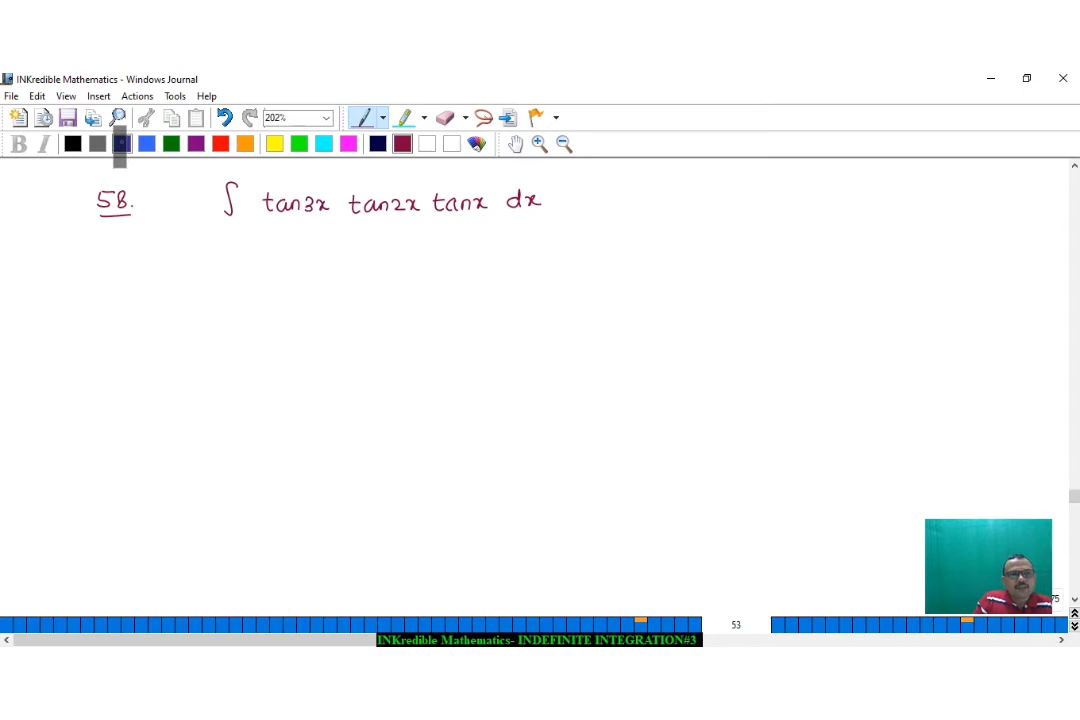 INKredible Mathematics - Windows Journal
File Edit View Insert Actions Tools Help
202%
B I
58. ∫ tan3x tan2x tanx dx
75
53
INKredible Mathematics- INDEFINITE INTEGRATION#3